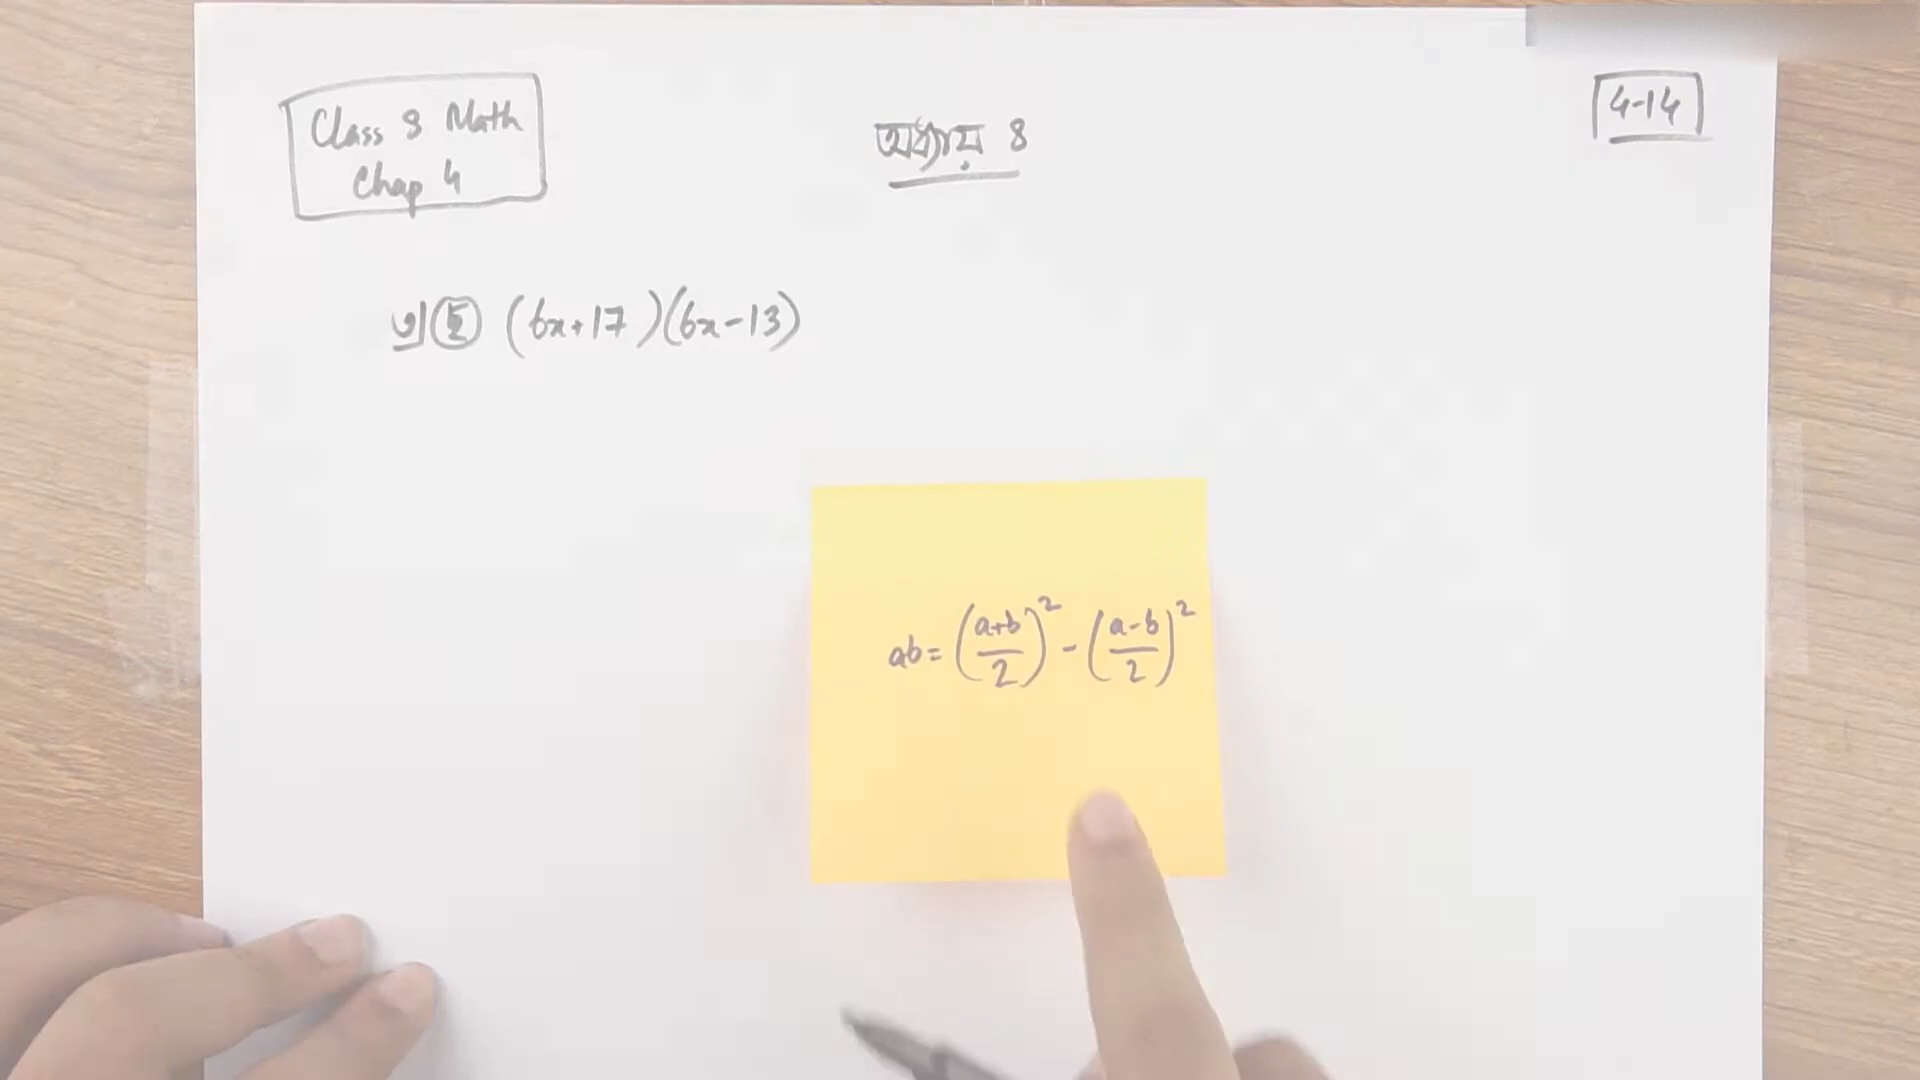 Class 8 Math
Chap 4
অধ্যায় ৪
4-14
৩। ⑤ (6x+17)(6x-13)
ab = ((a+b)/2)² - ((a-b)/2)²